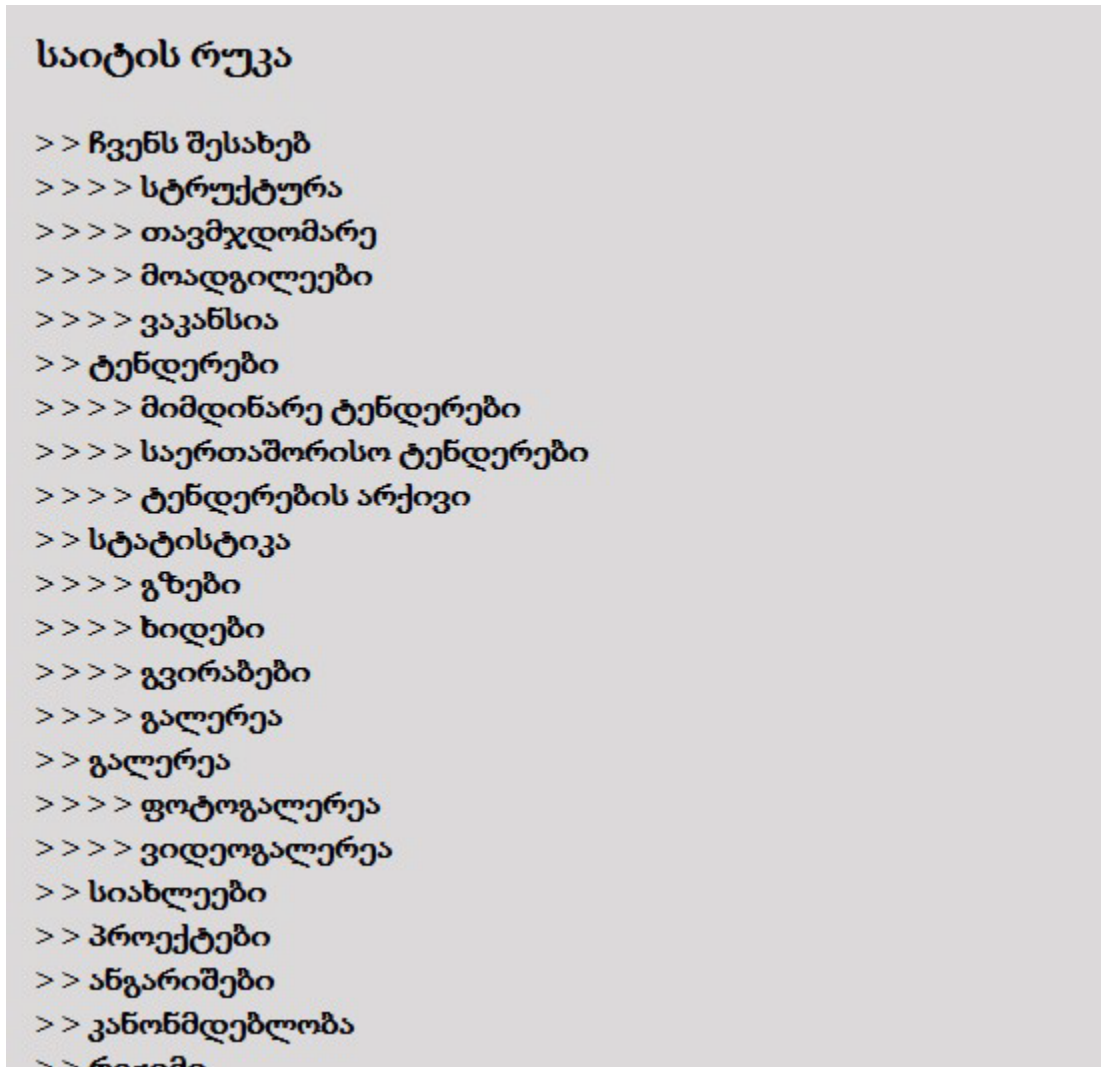 საიტის რუკა
>> ჩვენს შესახებ
>>>> სტრუქტურა
>>>> თავმჯდომარე
>>>> მოადგილეები
>>>> ვაკანსია
>> ტენდერები
>>>> მიმდინარე ტენდერები
>>>> საერთაშორისო ტენდერები
>>>> ტენდერების არქივი
>> სტატისტიკა
>>>> გზები
>>>> ხიდები
>>>> გვირაბები
>>>> გალერეა
>> გალერეა
>>>> ფოტოგალერეა
>>>> ვიდეოგალერეა
>> სიახლეები
>> პროექტები
>> ანგარიშები
>> კანონმდებლობა
>>